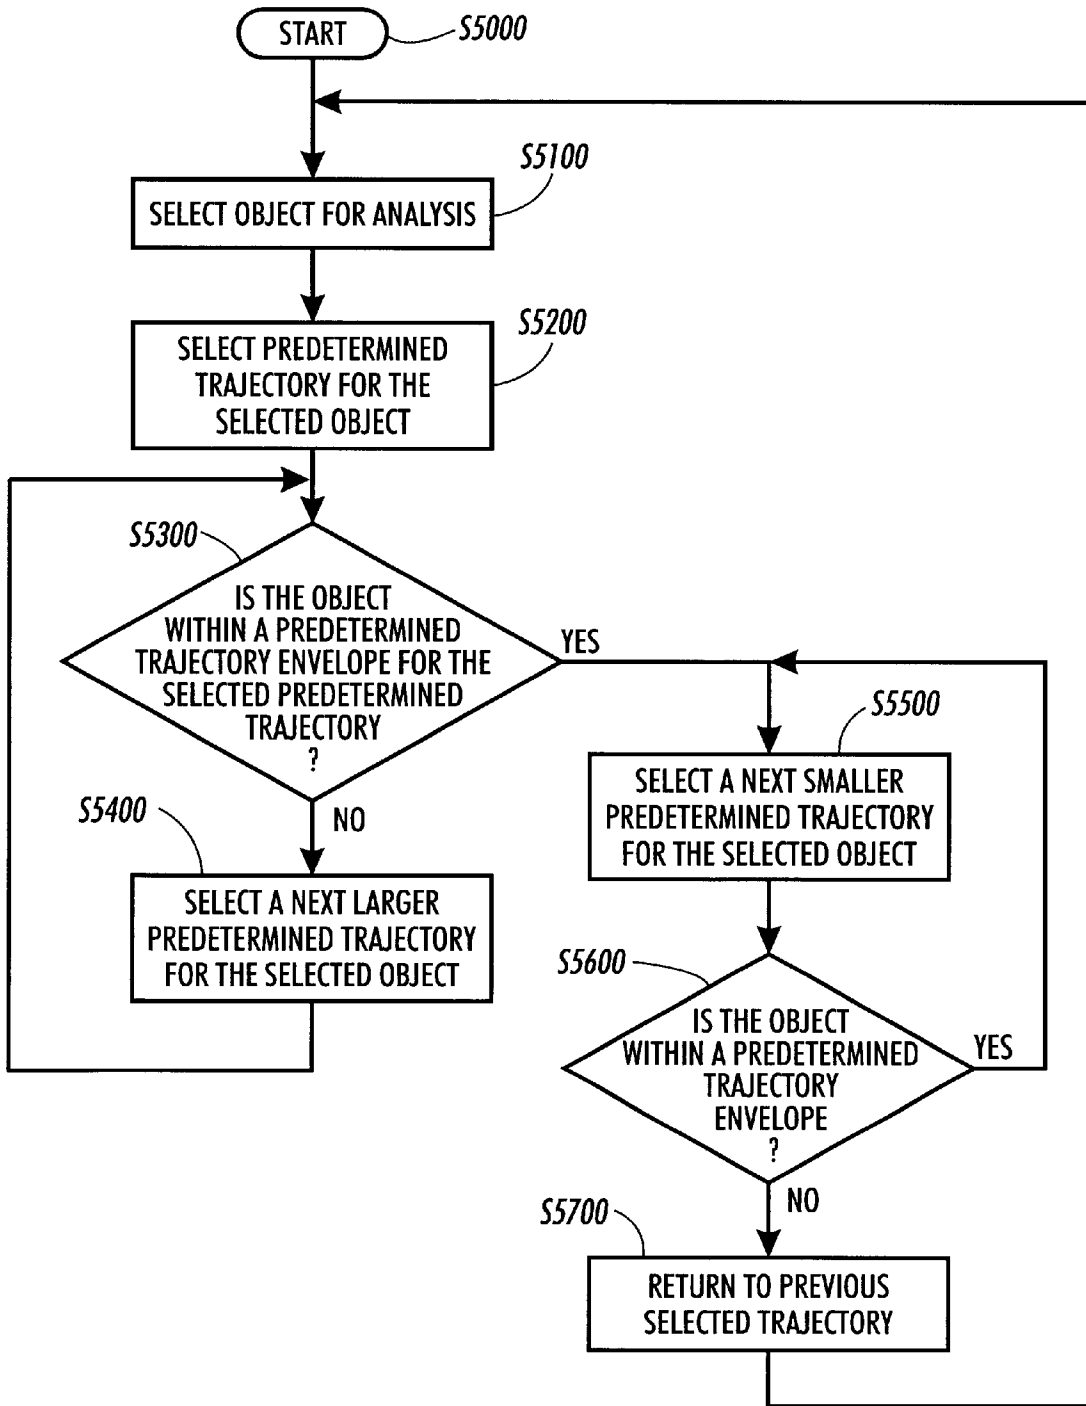 START
S5000
S5100
SELECT OBJECT FOR ANALYSIS
S5200
SELECT PREDETERMINED
TRAJECTORY FOR THE
SELECTED OBJECT
S5300
IS THE OBJECT
WITHIN A PREDETERMINED
TRAJECTORY ENVELOPE FOR THE
SELECTED PREDETERMINED
TRAJECTORY
?
YES
NO
S5400
SELECT A NEXT LARGER
PREDETERMINED TRAJECTORY
FOR THE SELECTED OBJECT
S5500
SELECT A NEXT SMALLER
PREDETERMINED TRAJECTORY
FOR THE SELECTED OBJECT
S5600
IS THE OBJECT
WITHIN A PREDETERMINED
TRAJECTORY
ENVELOPE
?
YES
NO
S5700
RETURN TO PREVIOUS
SELECTED TRAJECTORY